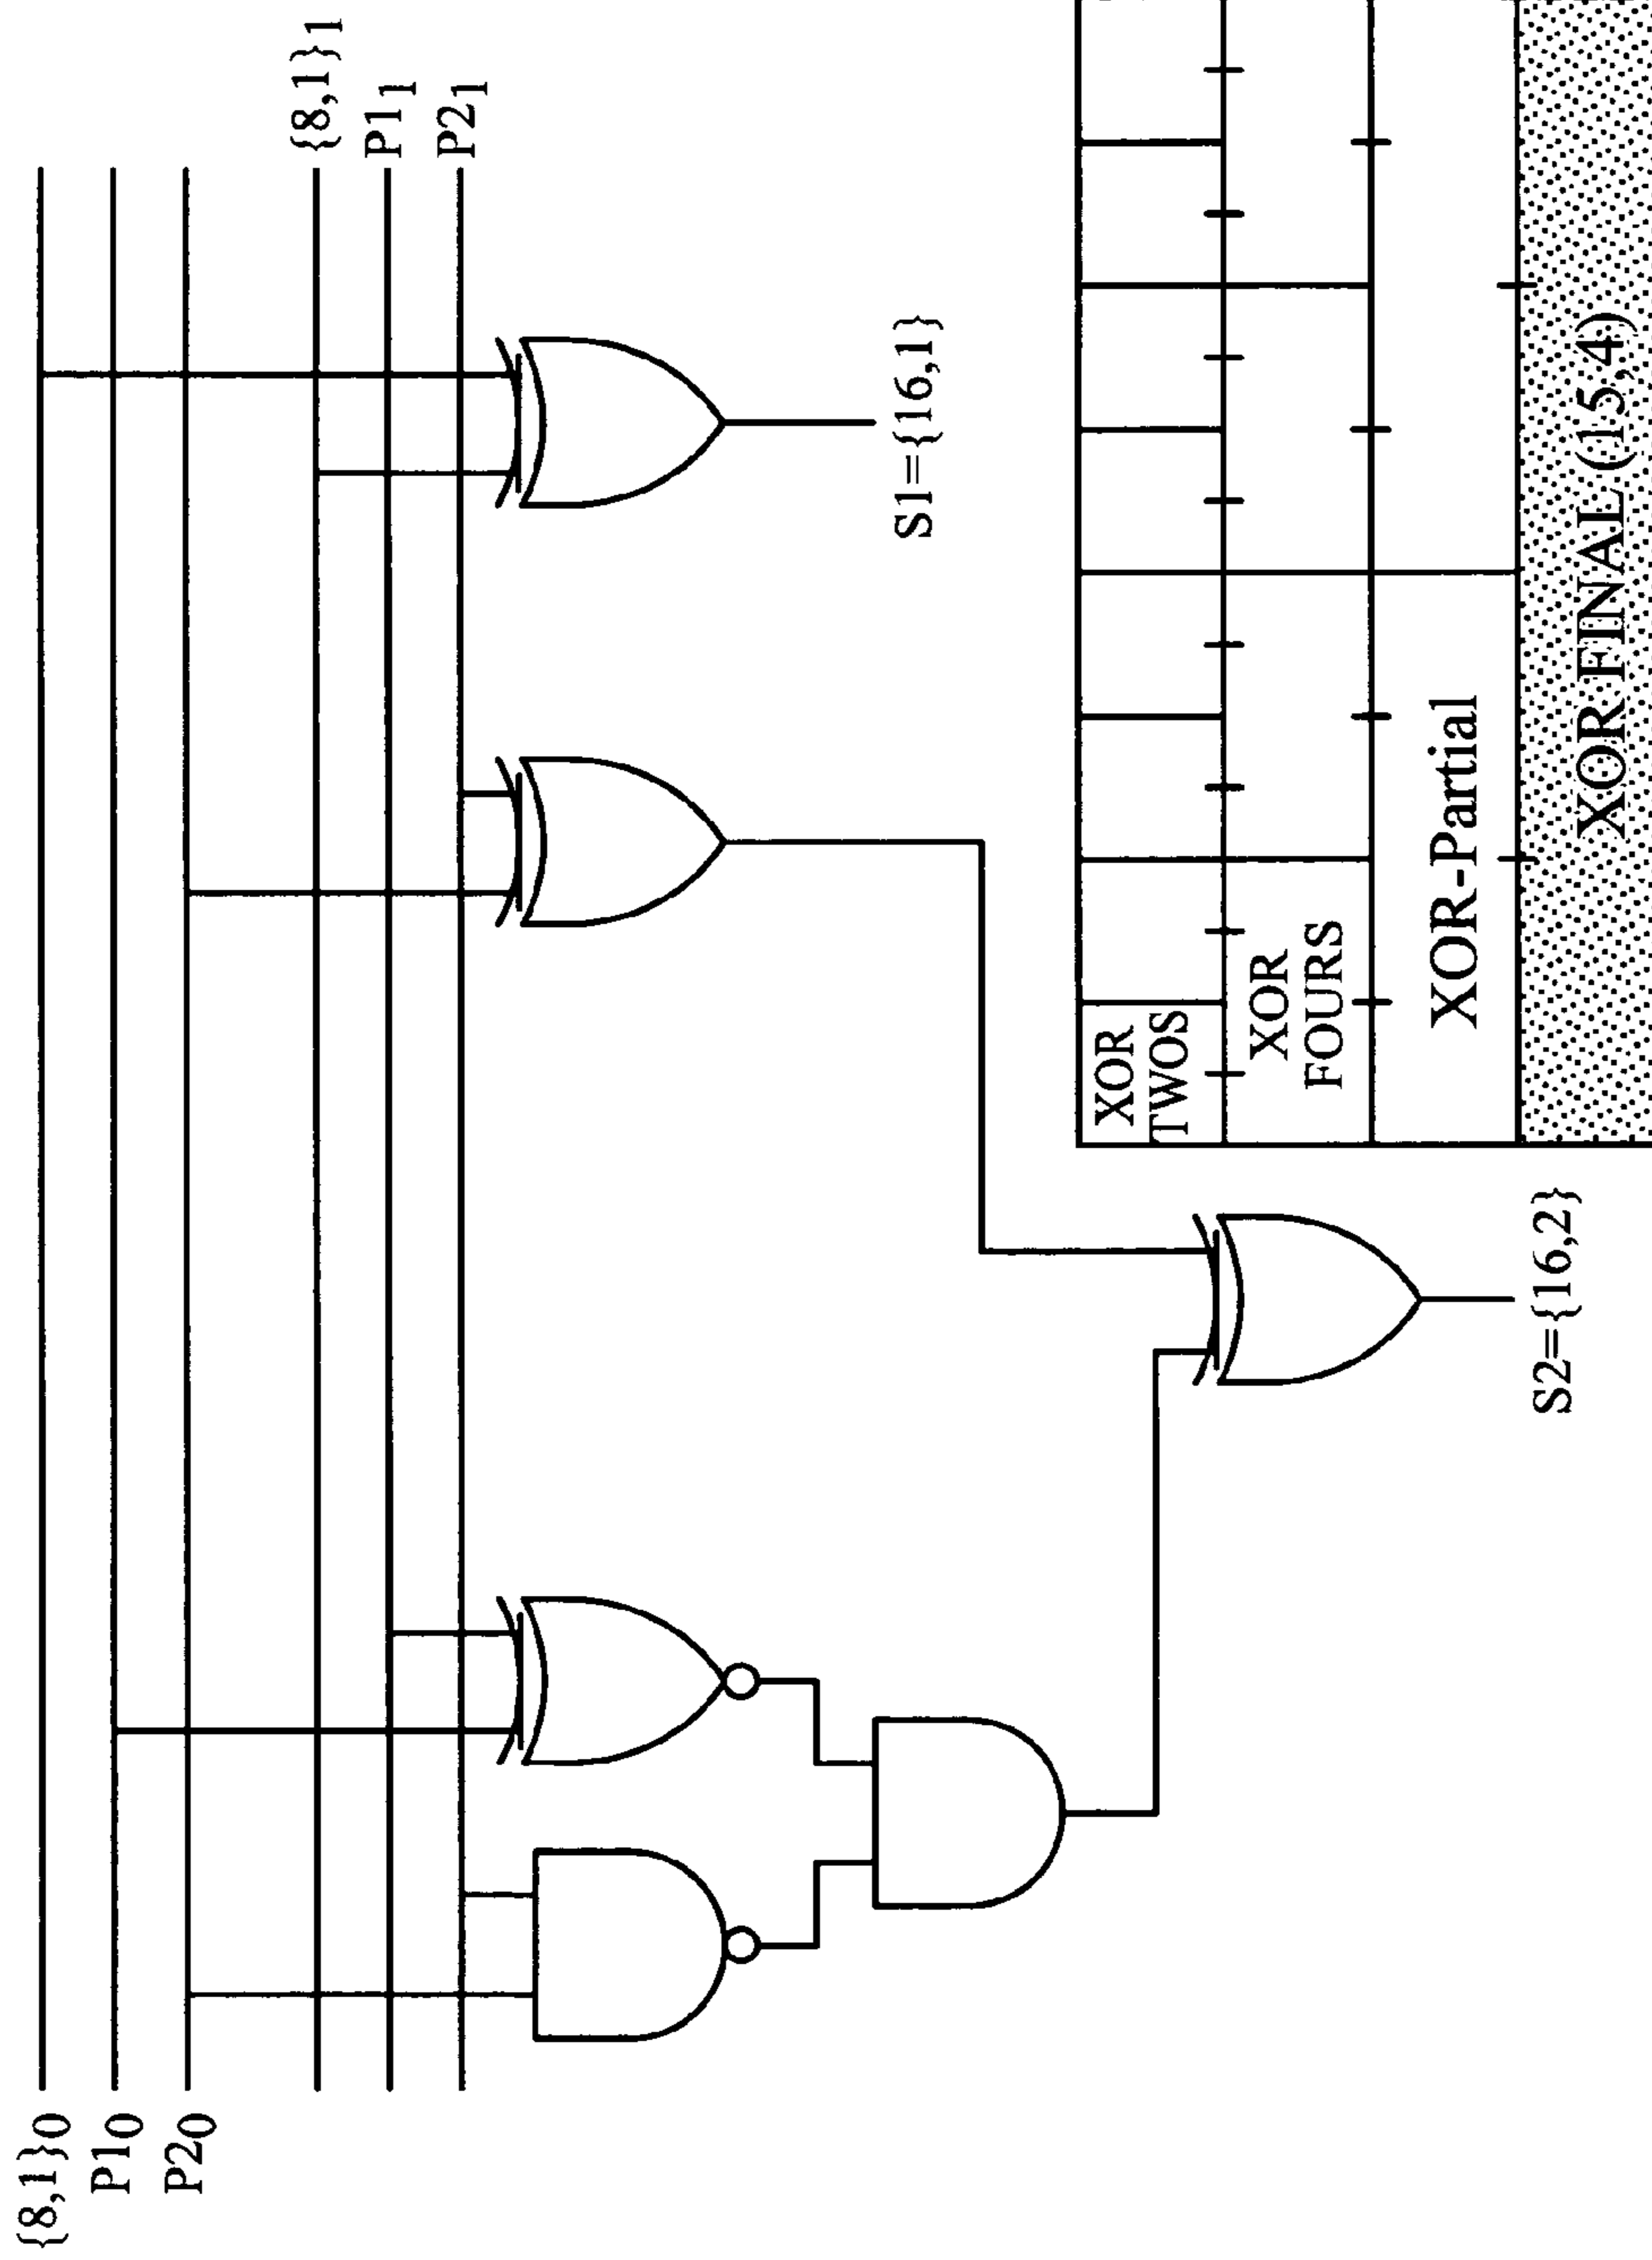 {8,1}0
P10
P20
{8,1}1
P11
P21
S1={16,1}
S2={16,2}
XOR
TWOS
XOR
FOURS
XOR-Partial
XOR FINAL (15,4)